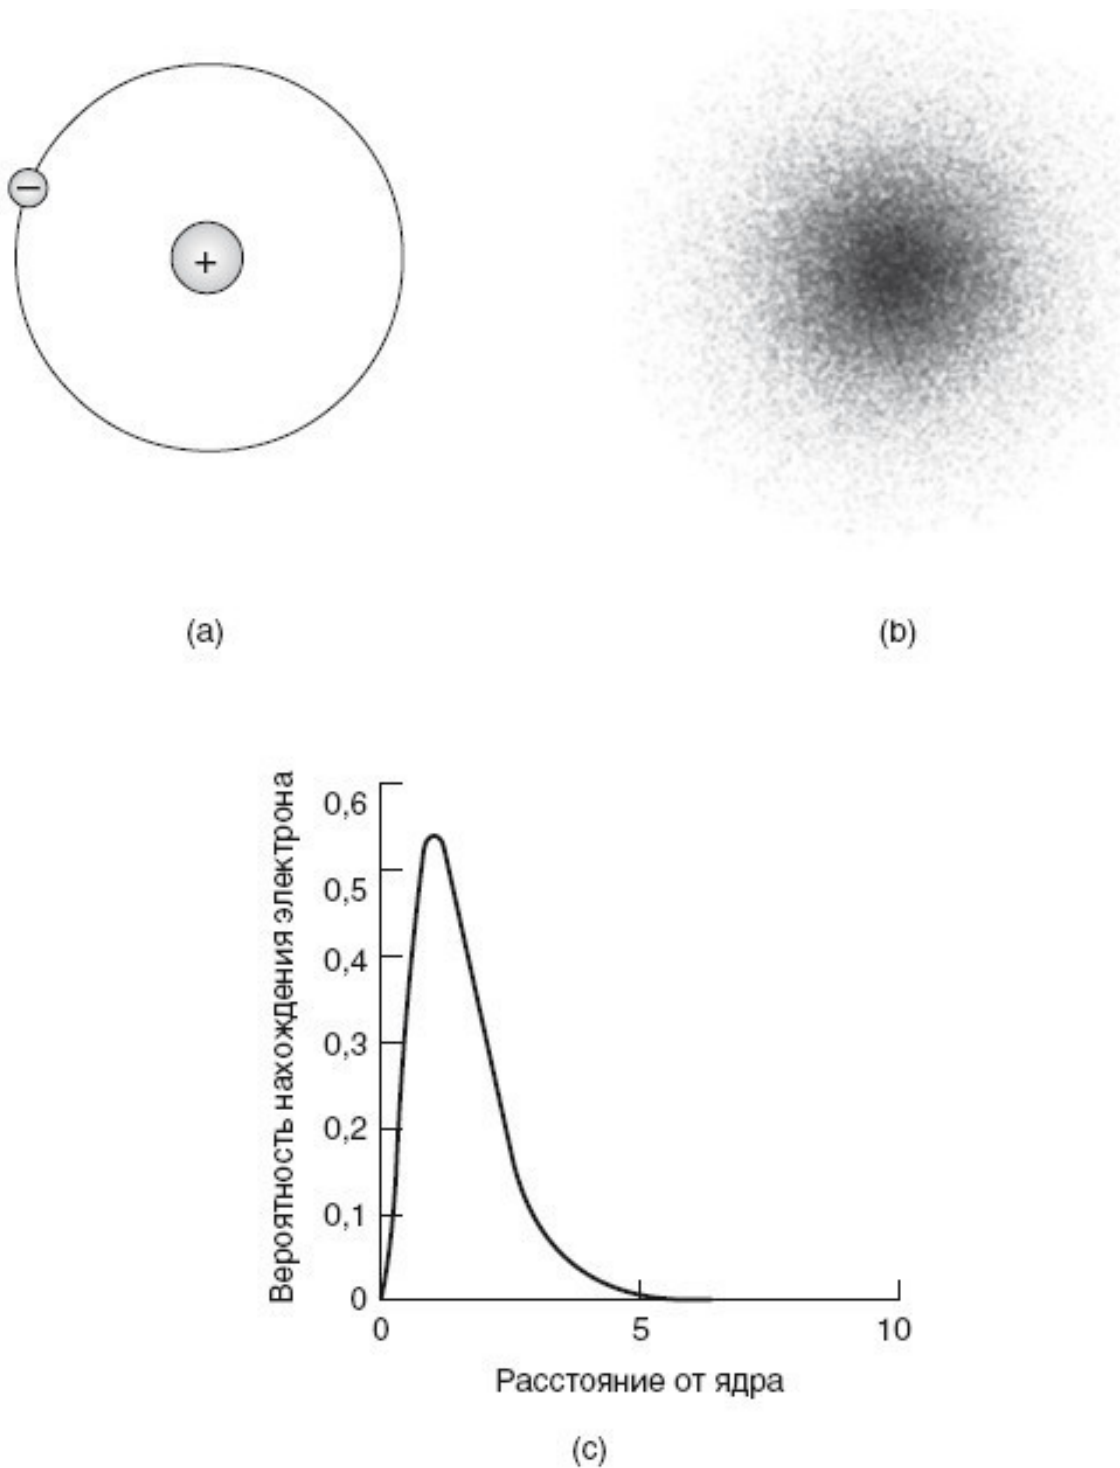 −
+
(a)
(b)
Вероятность нахождения электрона
0,6
0,5
0,4
0,3
0,2
0,1
0
0
5
10
Расстояние от ядра
(c)